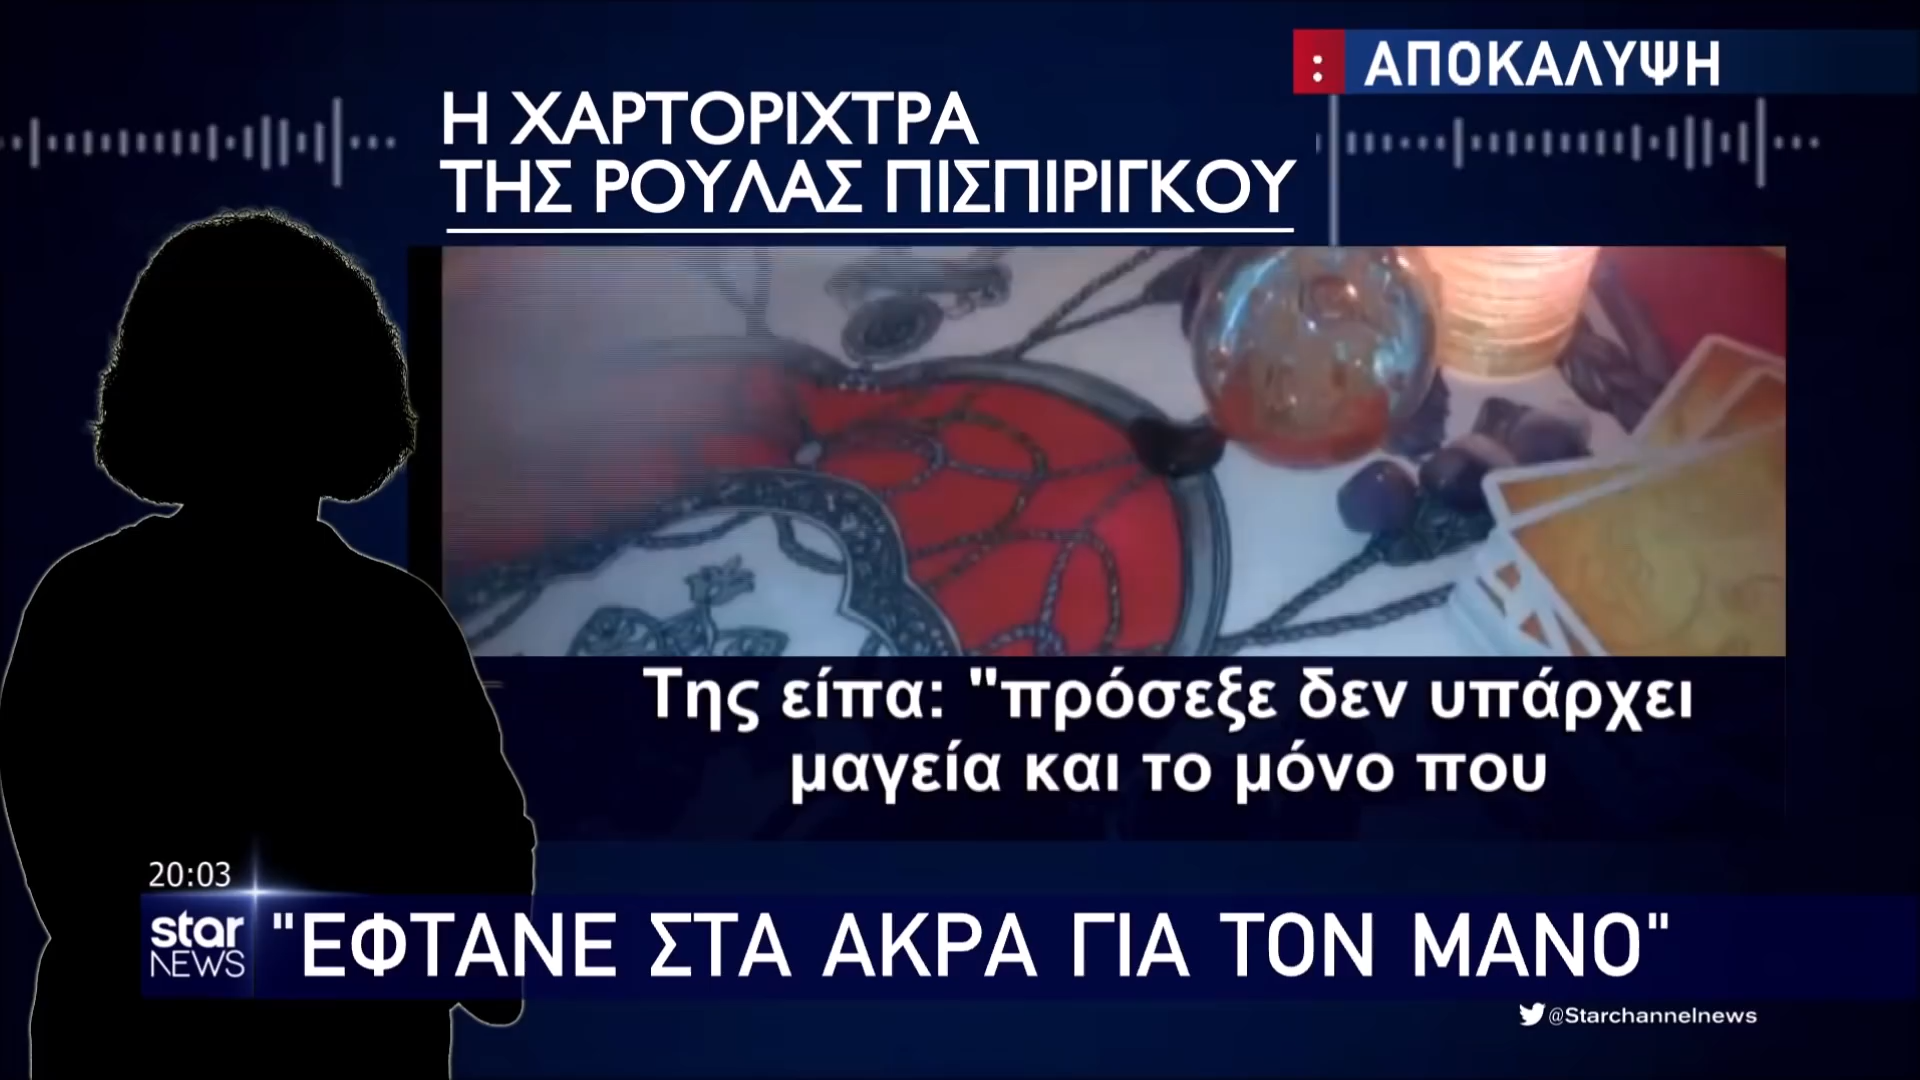 : ΑΠΟΚΑΛΥΨΗ
Η ΧΑΡΤΟΡΙΧΤΡΑ
ΤΗΣ ΡΟΥΛΑΣ ΠΙΣΠΙΡΙΓΚΟΥ
Της είπα: "πρόσεξε δεν υπάρχει
μαγεία και το μόνο που
20:03
star
NEWS
"ΕΦΤΑΝΕ ΣΤΑ ΑΚΡΑ ΓΙΑ ΤΟΝ ΜΑΝΟ"
@Starchannelnews